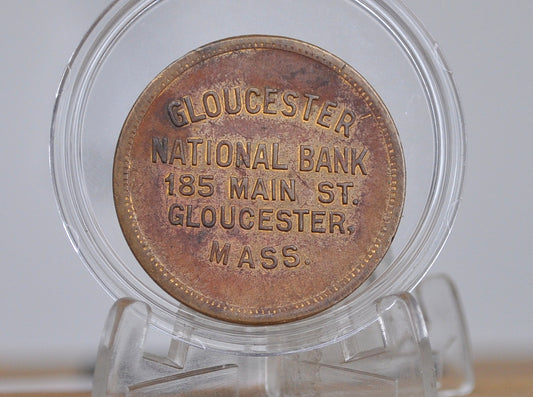 GLOUCESTER
NATIONAL BANK
185 MAIN ST.
GLOUCESTER,
MASS.